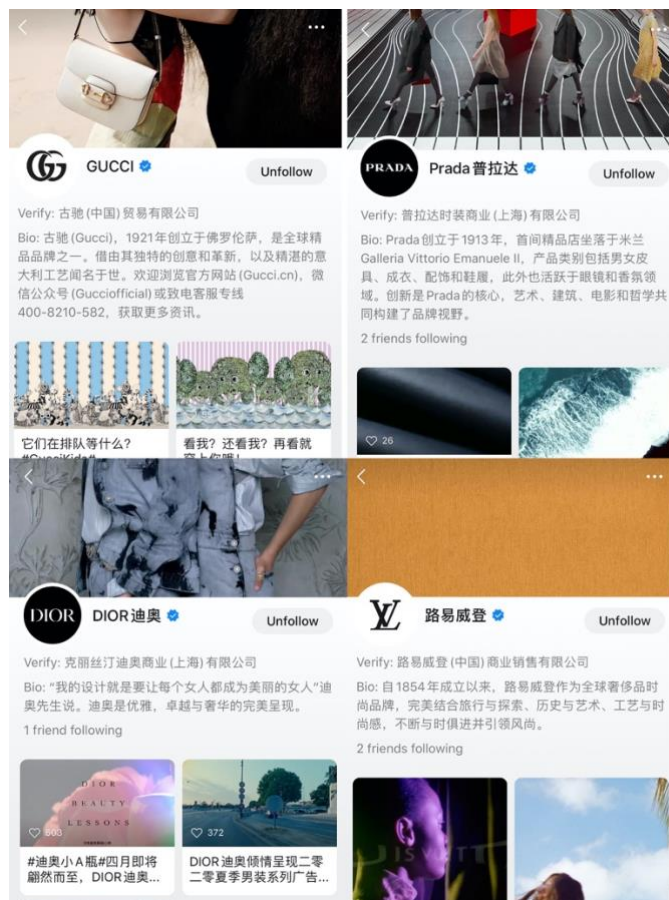 GUCCI
Unfollow
Verify: 古驰(中国)贸易有限公司
Bio: 古驰(Gucci)，1921年创立于佛罗伦萨，是全球精
品品牌之一。借由其独特的创意和革新，以及精湛的意
大利工艺闻名于世。欢迎浏览官方网站(Gucci.cn)，微
信公众号(Gucciofficial)或致电客服专线
400-8210-582，获取更多资讯。
它们在排队等什么？
#GucciKids#
看我？还看我？再看就
PRADA
Prada普拉达
Unfollow
Verify: 普拉达时装商业(上海)有限公司
Bio: Prada创立于1913年，首间精品店坐落于米兰
Galleria Vittorio Emanuele II，产品类别包括男女皮
具、成衣、配饰和鞋履，此外也活跃于眼镜和香氛领
域。创新是Prada的核心，艺术、建筑、电影和哲学共
同构建了品牌视野。
2 friends following
26
DIOR
DIOR迪奥
Unfollow
Verify: 克丽丝汀迪奥商业(上海)有限公司
Bio: “我的设计就是要让每个女人都成为美丽的女人”迪
奥先生说。迪奥是优雅，卓越与奢华的完美呈现。
1 friend following
DIOR
BEAUTY
LESSONS
372
#迪奥小A瓶#四月即将
翩然而至，DIOR迪奥...
DIOR迪奥倾情呈现二零
二零夏季男装系列广告...
LV
路易威登
Unfollow
Verify: 路易威登(中国)商业销售有限公司
Bio: 自1854年成立以来，路易威登作为全球奢侈品时
尚品牌，完美结合旅行与探索、历史与艺术、工艺与时
尚感，不断与时俱进并引领风尚。
2 friends following